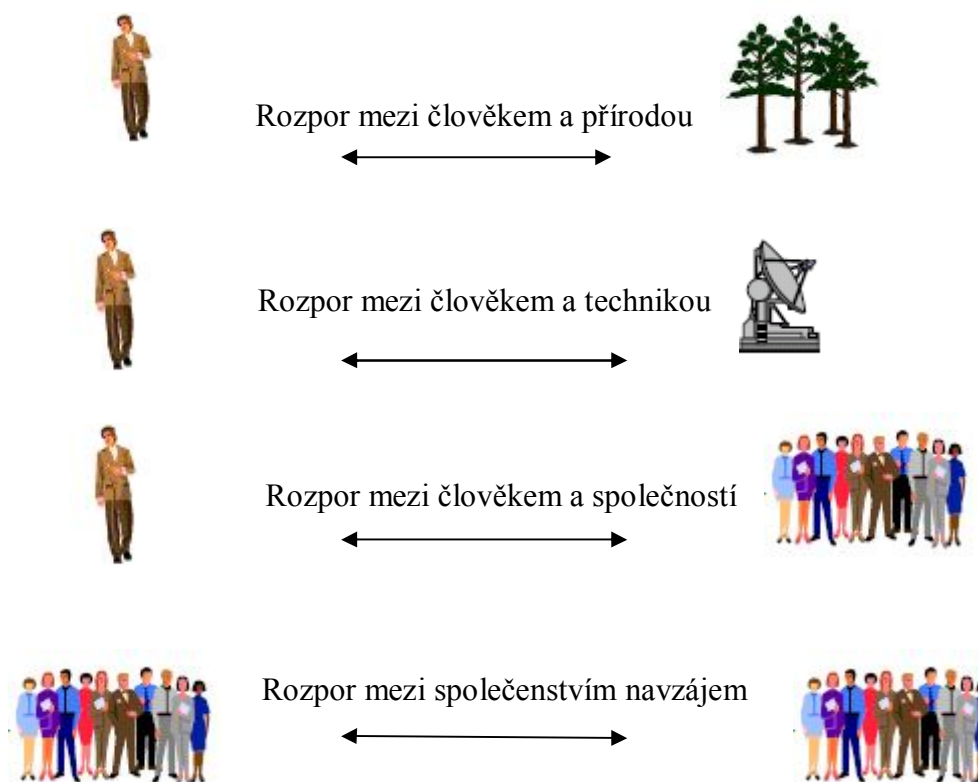 Rozpor mezi člověkem a přírodou
Rozpor mezi člověkem a technikou
Rozpor mezi člověkem a společností
Rozpor mezi společenstvím navzájem